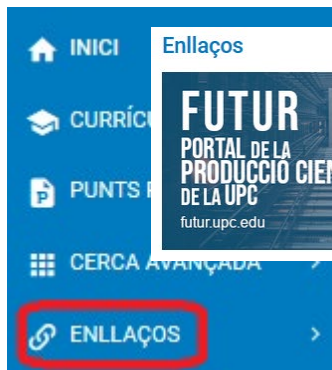 INICI
Enllaços
FUTUR
PORTAL DE LA
PRODUCCIÓ CIEN
DE LA UPC
futur.upc.edu
CURRÍCU
PUNTS P
CERCA AVANÇADA
ENLLAÇOS